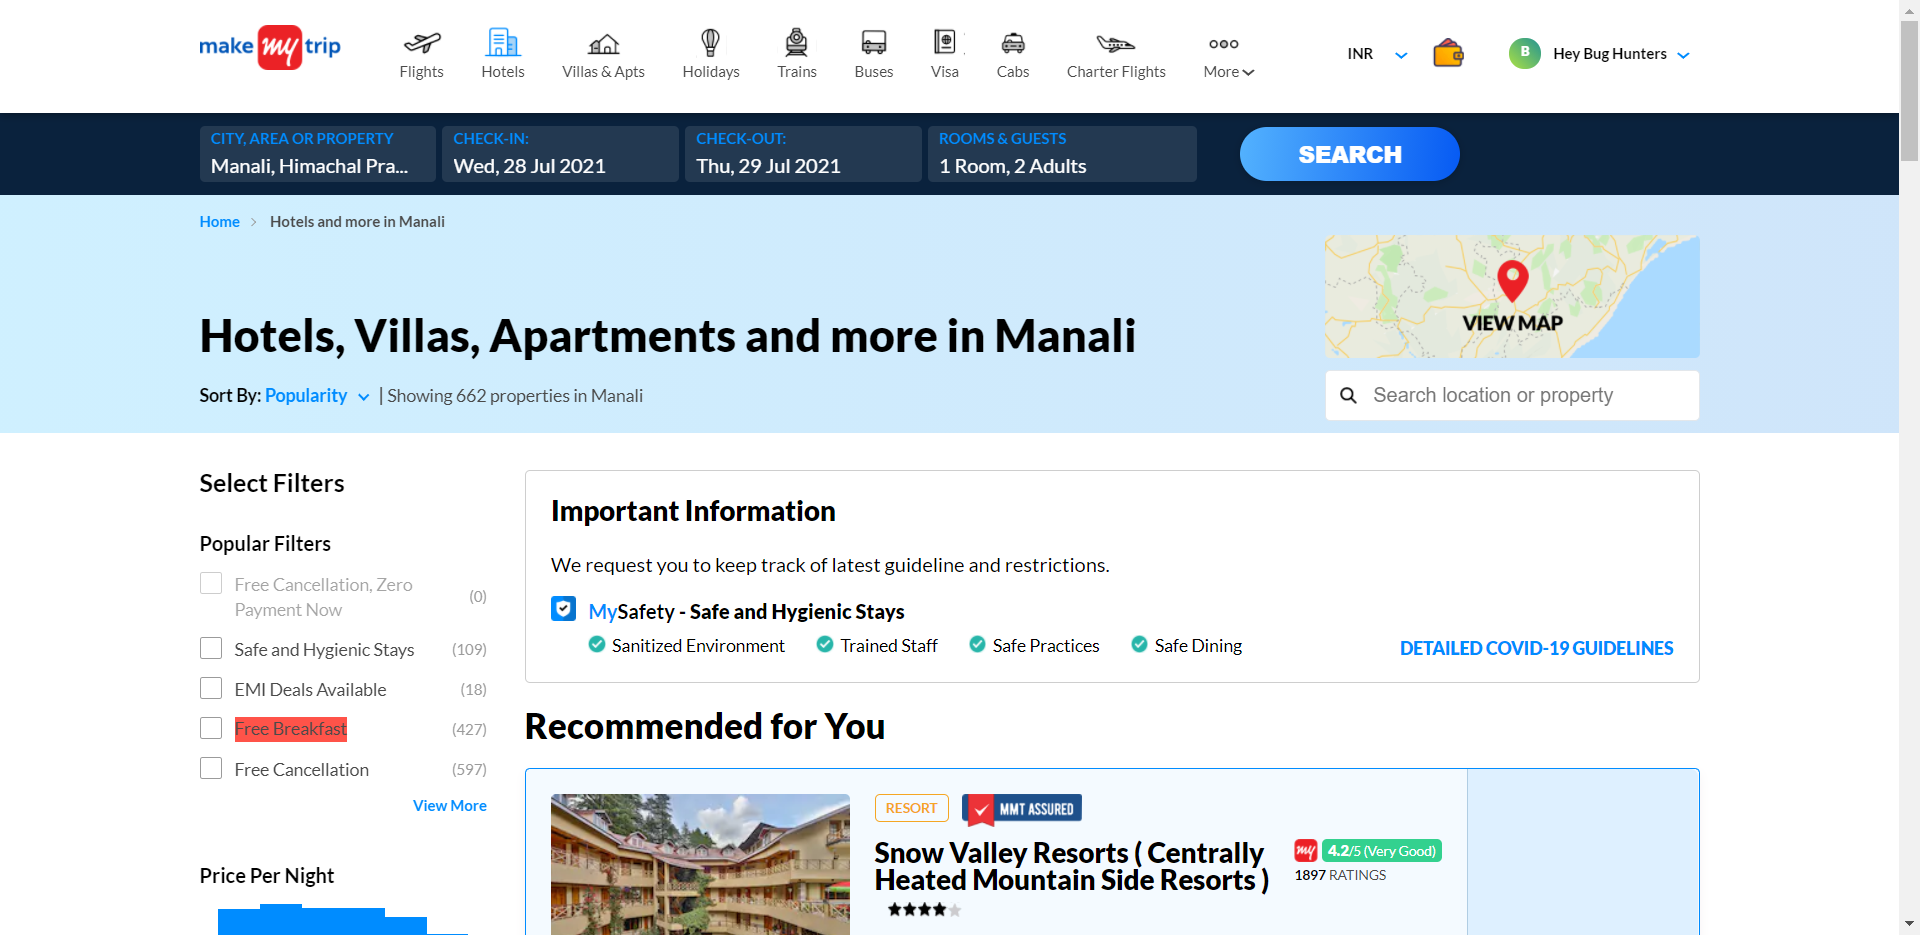 make my trip
Flights
Hotels
Villas & Apts
Holidays
Trains
Buses
Visa
Cabs
Charter Flights
More
INR
B
Hey Bug Hunters
CITY, AREA OR PROPERTY
Manali, Himachal Pra...
CHECK-IN:
Wed, 28 Jul 2021
CHECK-OUT:
Thu, 29 Jul 2021
ROOMS & GUESTS
1 Room, 2 Adults
SEARCH
Home
Hotels and more in Manali
VIEW MAP
Hotels, Villas, Apartments and more in Manali
Sort By: Popularity | Showing 662 properties in Manali
Search location or property
Select Filters
Popular Filters
Free Cancellation, Zero
Payment Now
(0)
Safe and Hygienic Stays (109)
EMI Deals Available (18)
Free Breakfast (427)
Free Cancellation (597)
View More
Price Per Night
Important Information
We request you to keep track of latest guideline and restrictions.
MySafety - Safe and Hygienic Stays
Sanitized Environment
Trained Staff
Safe Practices
Safe Dining
DETAILED COVID-19 GUIDELINES
Recommended for You
RESORT
MMT ASSURED
Snow Valley Resorts ( Centrally
Heated Mountain Side Resorts )
my 4.2/5 (Very Good)
1897 RATINGS